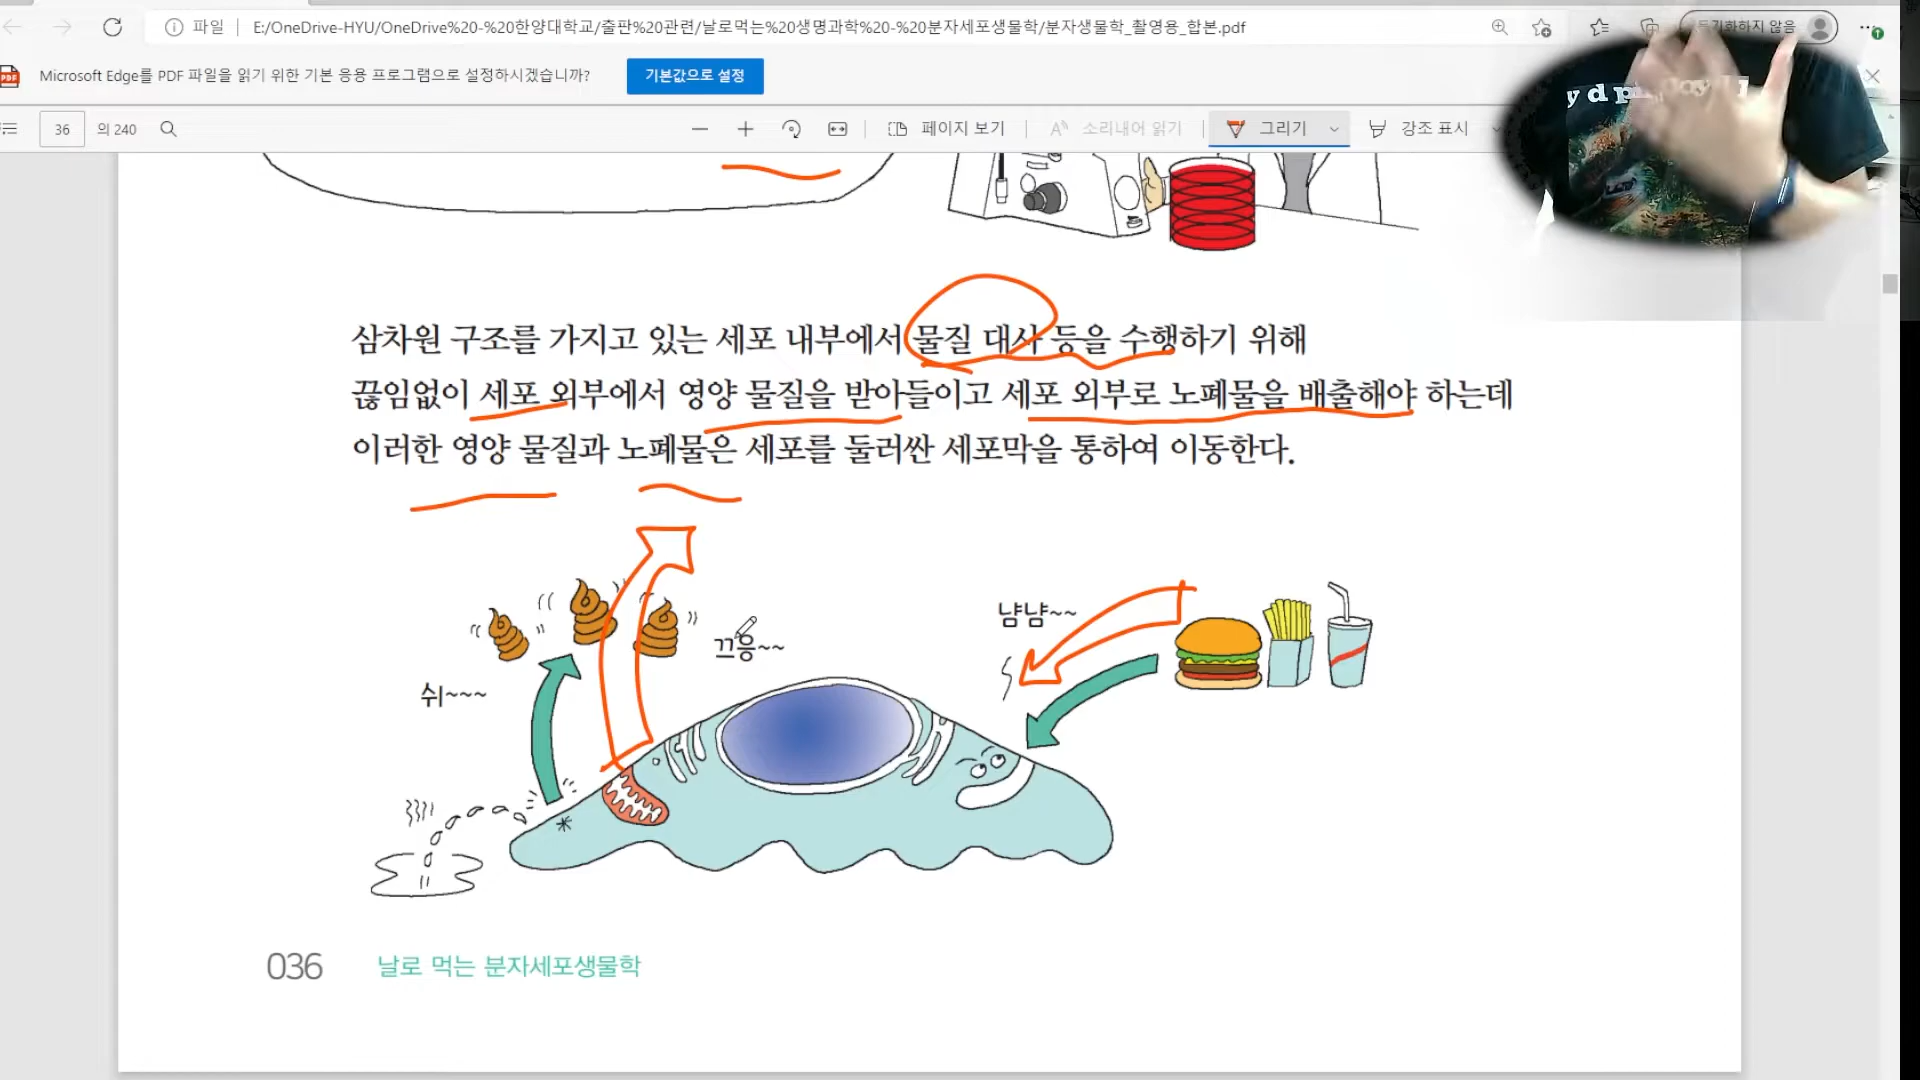 파일
E:/OneDrive-HYU/OneDrive%20-%20한양대학교/출판%20관련/날로먹는%20생명과학%20-%20분자세포생물학/분자생물학_촬영용_합본.pdf
동기화하지 않음
Microsoft Edge를 PDF 파일을 읽기 위한 기본 응용 프로그램으로 설정하시겠습니까?
기본값으로 설정
36
의 240
페이지 보기
소리내어 읽기
그리기
강조 표시
삼차원 구조를 가지고 있는 세포 내부에서 물질 대사 등을 수행하기 위해
끊임없이 세포 외부에서 영양 물질을 받아들이고 세포 외부로 노폐물을 배출해야 하는데
이러한 영양 물질과 노폐물은 세포를 둘러싼 세포막을 통하여 이동한다.
냠냠~~
끄응~~
쉬~~~
036
날로 먹는 분자세포생물학